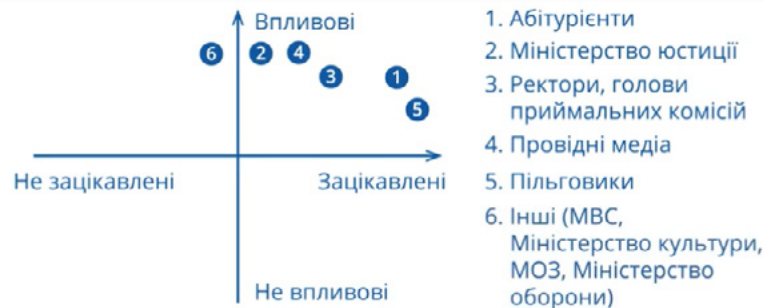 Впливові
6
2
4
3
1
5
Не зацікавлені
Зацікавлені
Не впливові
1. Абітурієнти
2. Міністерство юстиції
3. Ректори, голови
приймальних комісій
4. Провідні медіа
5. Пільговики
6. Інші (МВС,
Міністерство культури,
МОЗ, Міністерство
оборони)